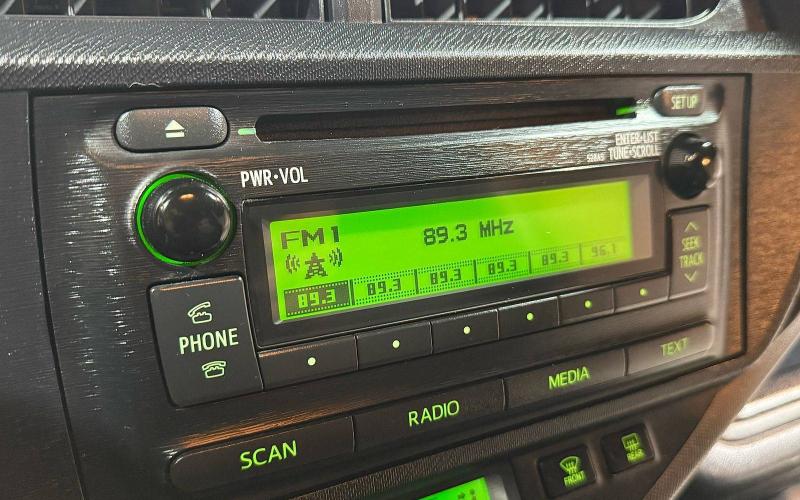 SETUP
ENTER•LIST
52BA5 TUNE•SCROLL
PWR•VOL
FM1 89.3 MHz
SEEK
TRACK
89.3 89.3 89.3 89.3 89.3 96.1
PHONE
SCAN RADIO MEDIA TEXT
FRONT REAR